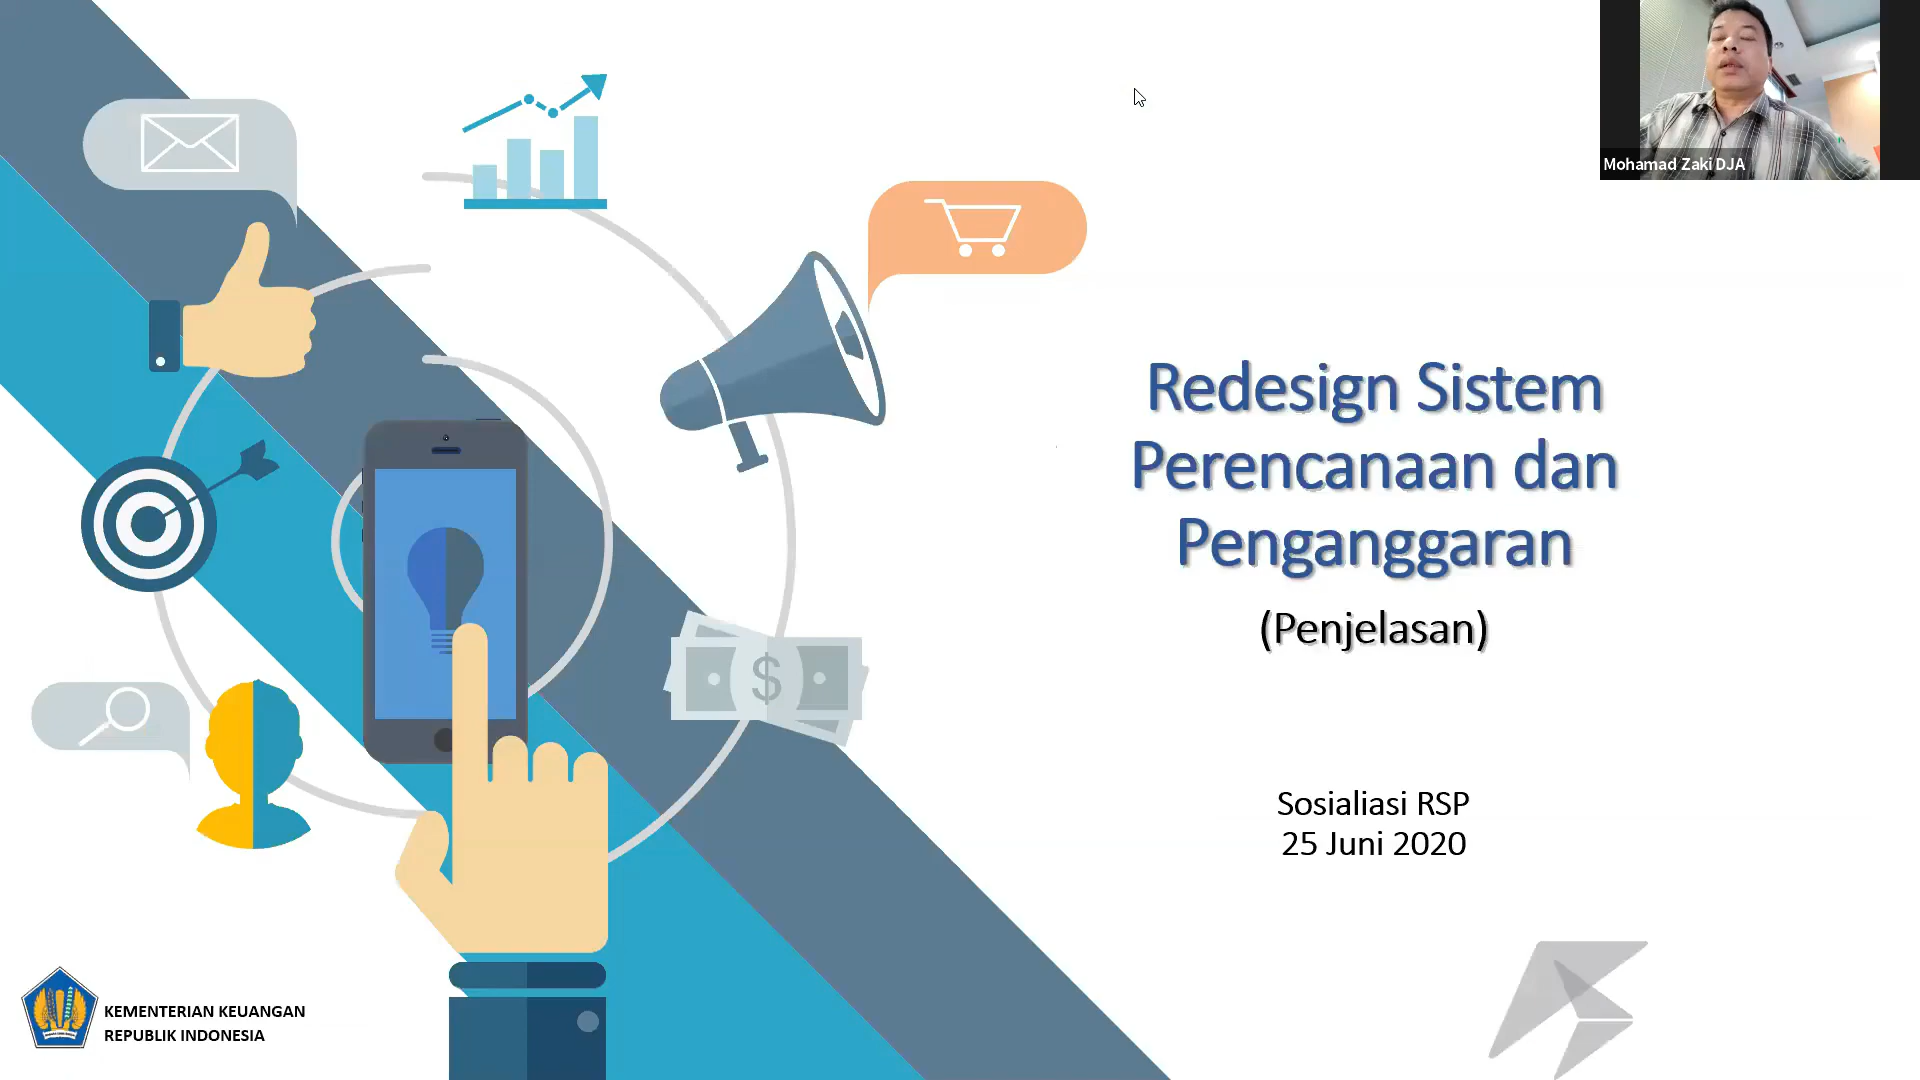 Mohamad Zaki DJA
Redesign Sistem
Perencanaan dan
Penganggaran
(Penjelasan)
$
Sosialiasi RSP
25 Juni 2020
KEMENTERIAN KEUANGAN
REPUBLIK INDONESIA